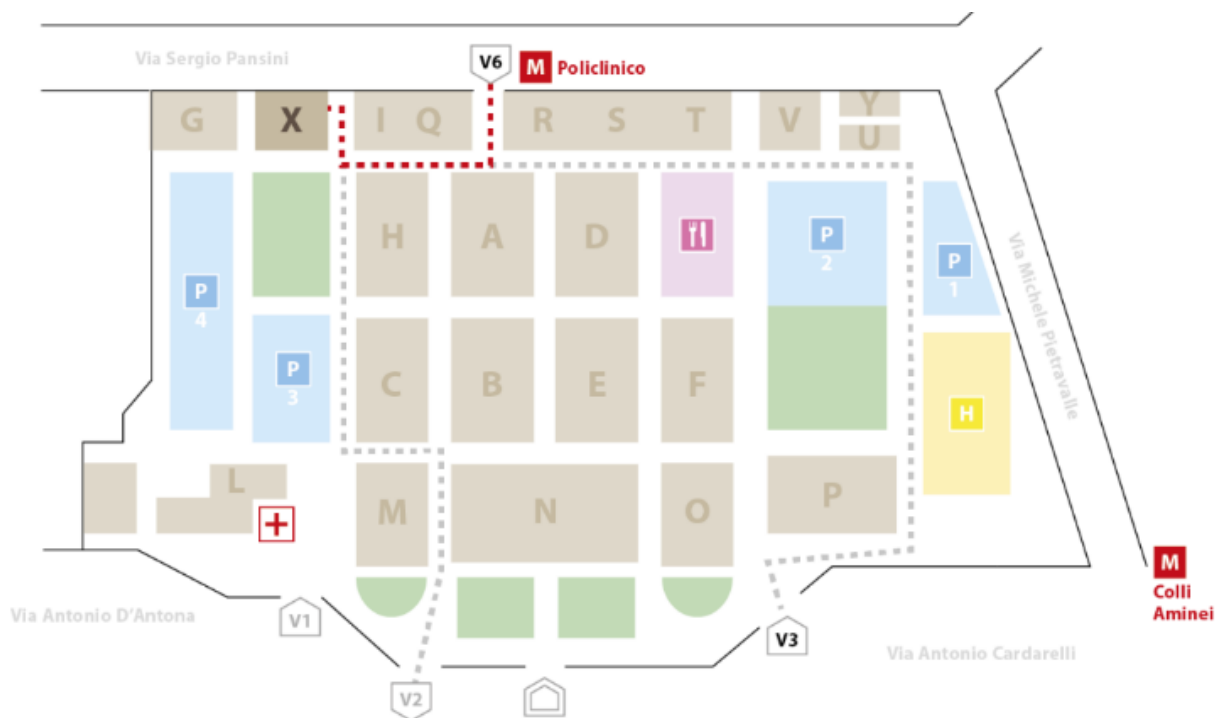 Via Sergio Pansini
V6
M Policlinico
G
X
I
Q
R
S
T
V
Y
U
H
A
D
P
2
P
1
P
4
P
3
C
B
E
F
H
Via Michele Pietravalle
L
M
N
O
P
M
Colli
Aminei
Via Antonio D'Antona
V1
V3
Via Antonio Cardarelli
V2